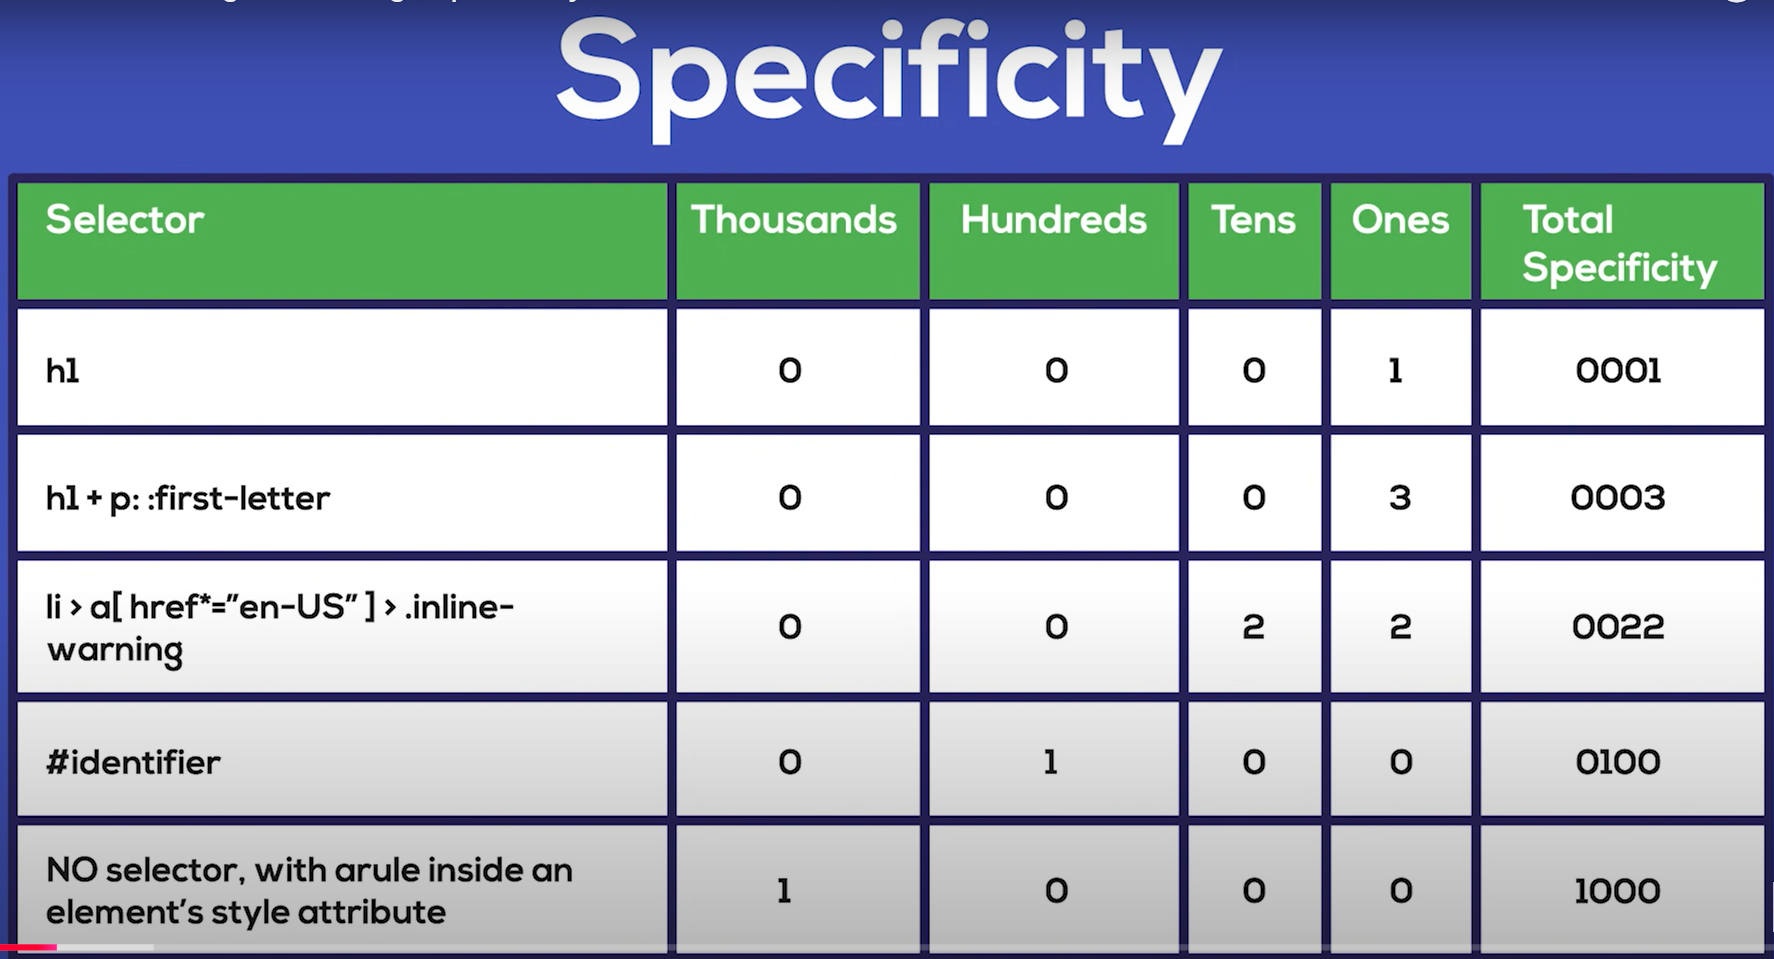 Specificity
Selector Thousands Hundreds Tens Ones Total
Specificity
h1 0 0 0 1 0001
h1 + p: :first-letter 0 0 0 3 0003
li > a[ href*=”en-US” ] > .inline-
warning 0 0 2 2 0022
#identifier 0 1 0 0 0100
NO selector, with arule inside an
element’s style attribute 1 0 0 0 1000